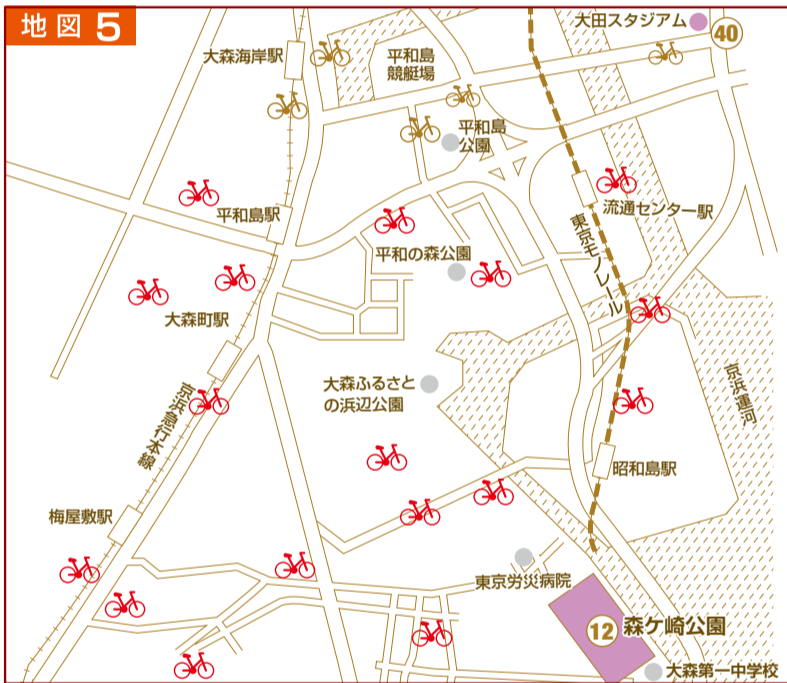 地図5
大田スタジアム
40
大森海岸駅
平和島
競艇場
平和島
公園
流通センター駅
平和島駅
東京モノレール
平和の森公園
大森町駅
京浜運河
大森ふるさと
の浜辺公園
京浜急行本線
昭和島駅
梅屋敷駅
東京労災病院
12 森ケ崎公園
大森第一中学校